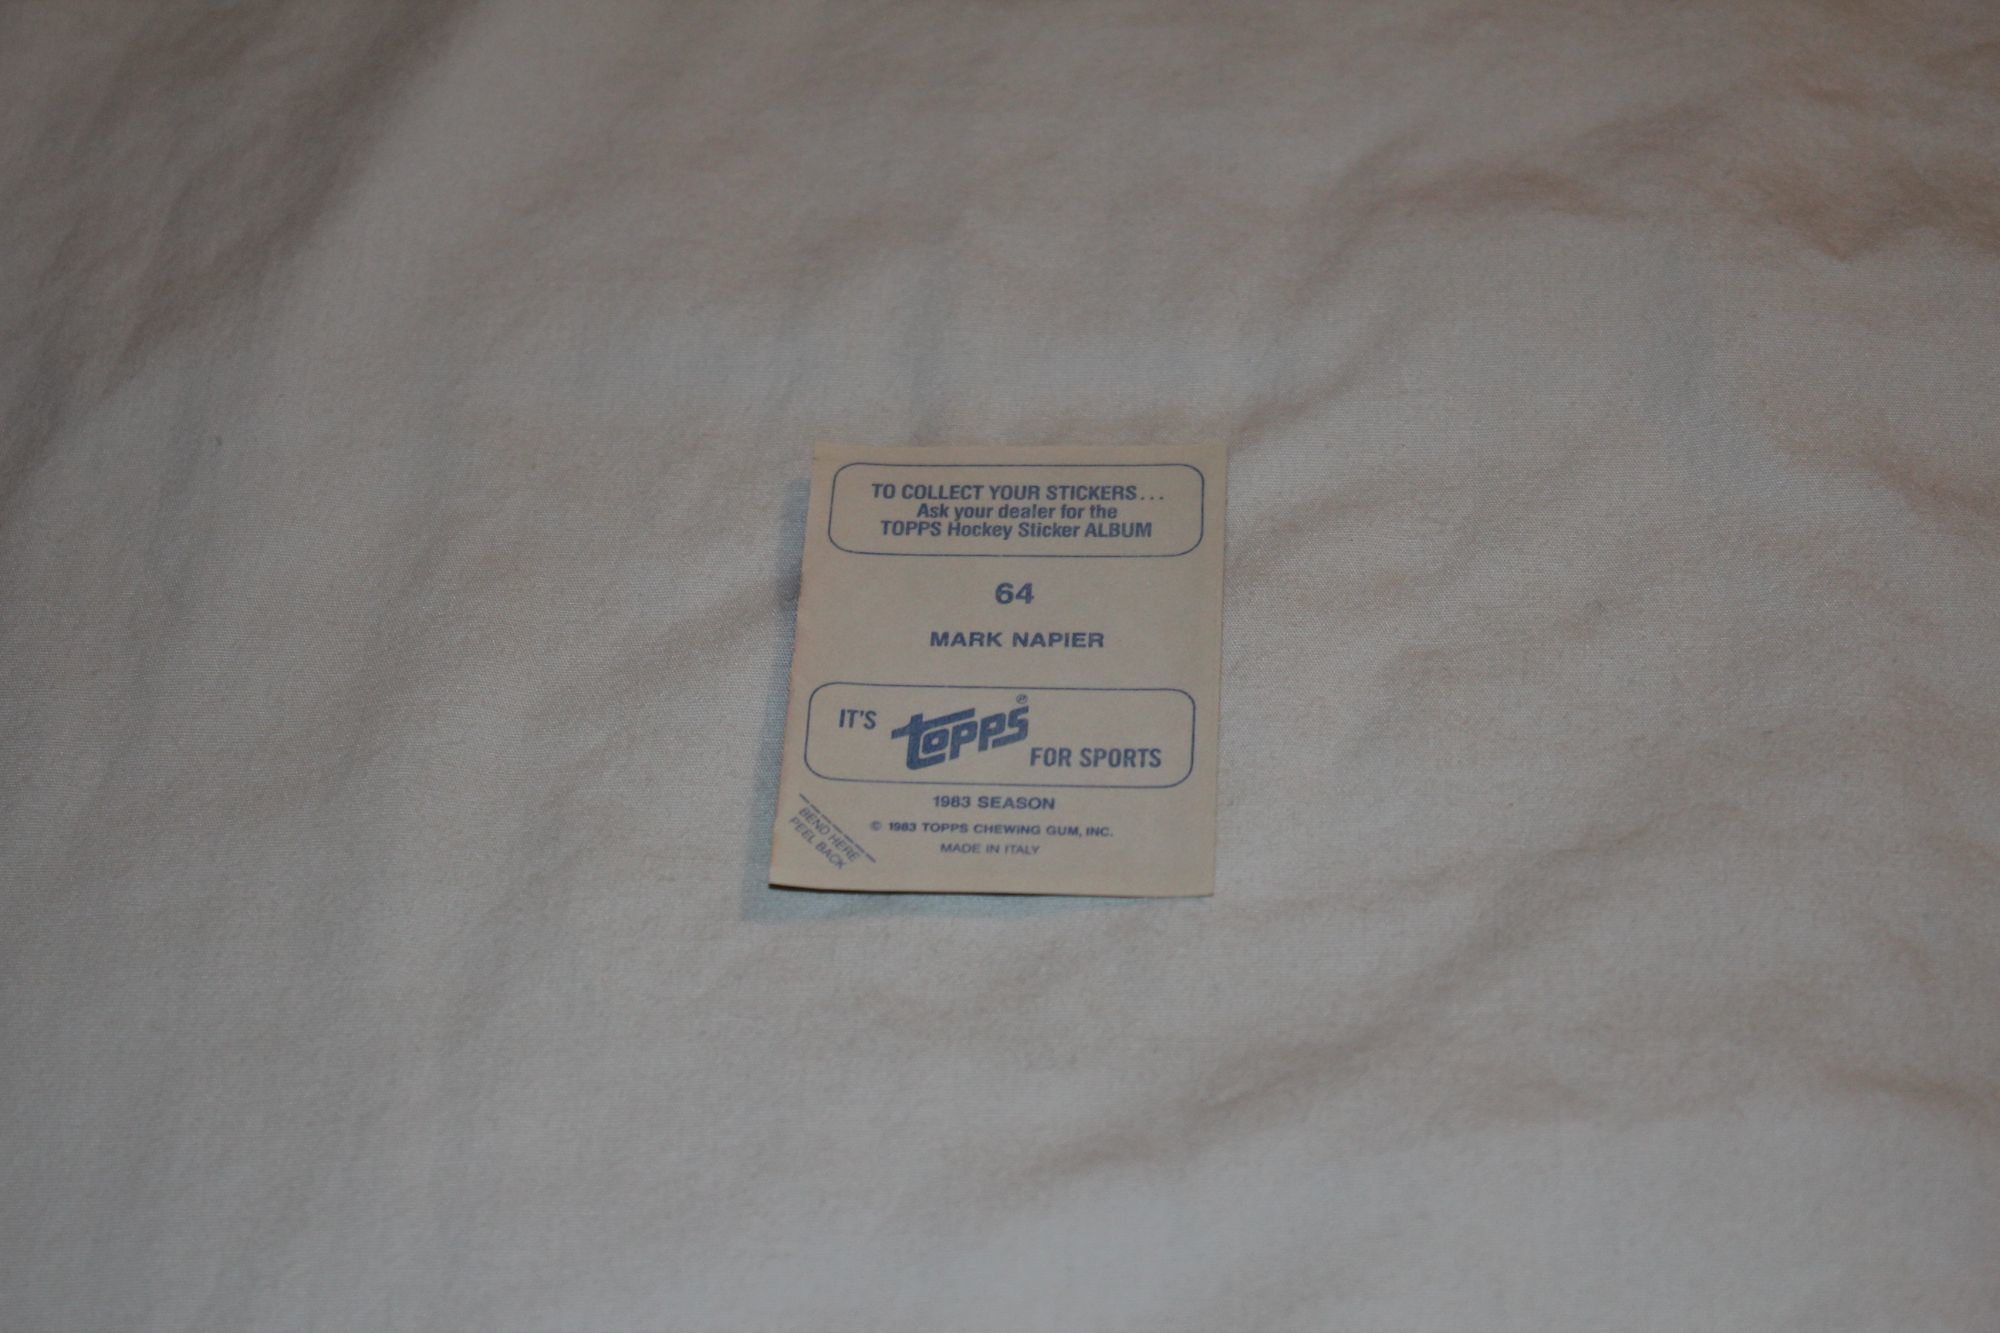 TO COLLECT YOUR STICKERS...
Ask your dealer for the
TOPPS Hockey Sticker ALBUM
64
MARK NAPIER
IT'S topps® FOR SPORTS
1983 SEASON
© 1983 TOPPS CHEWING GUM, INC.
MADE IN ITALY
BEND HERE
PEEL BACK